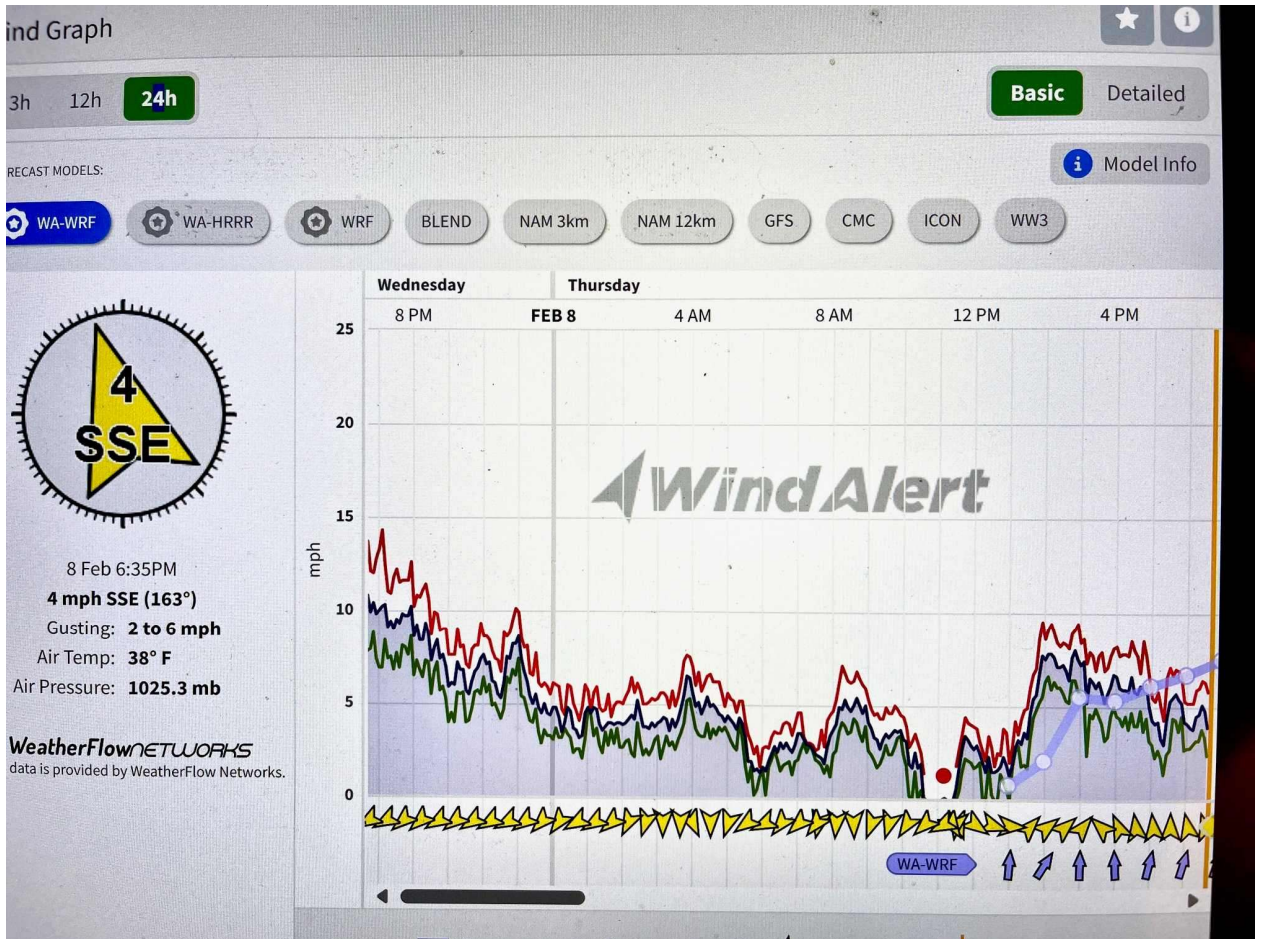 ind Graph
3h 12h 24h Basic Detailed
RECAST MODELS: Model Info
WA-WRF WA-HRRR WRF BLEND NAM 3km NAM 12km GFS CMC ICON WW3
Wednesday Thursday
8 PM FEB 8 4 AM 8 AM 12 PM 4 PM
25
20
15
10
5
0
mph
WindAlert
4
SSE
8 Feb 6:35PM
4 mph SSE (163°)
Gusting: 2 to 6 mph
Air Temp: 38° F
Air Pressure: 1025.3 mb
WeatherFlow NETWORKS
data is provided by WeatherFlow Networks.
WA-WRF